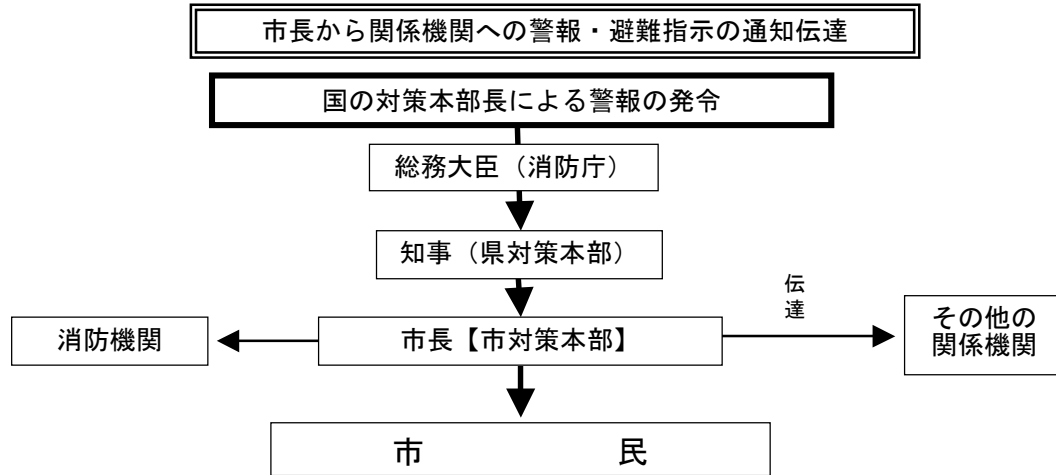 市長から関係機関への警報・避難指示の通知伝達
国の対策本部長による警報の発令
総務大臣（消防庁）
知事（県対策本部）
伝達
消防機関
市長【市対策本部】
その他の
関係機関
市　　　　民